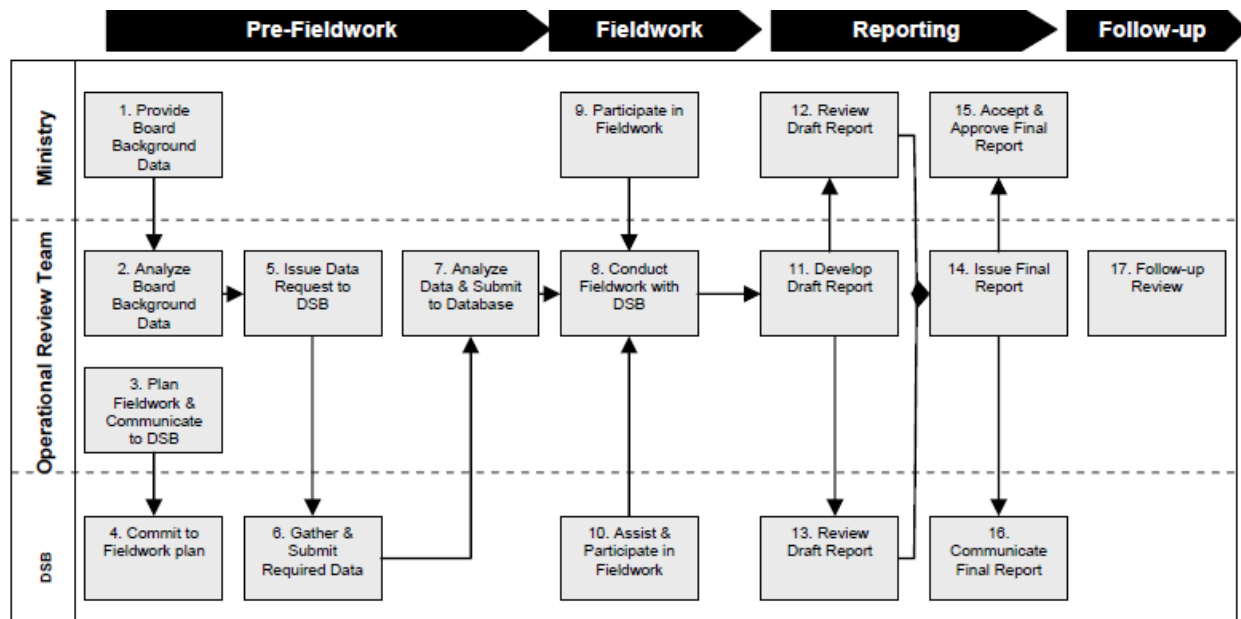 Pre-Fieldwork
Fieldwork
Reporting
Follow-up
Ministry
1. Provide
Board
Background
Data
9. Participate in
Fieldwork
12. Review
Draft Report
15. Accept &
Approve Final
Report
Operational Review Team
2. Analyze
Board
Background
Data
5. Issue Data
Request to
DSB
7. Analyze
Data & Submit
to Database
8. Conduct
Fieldwork with
DSB
11. Develop
Draft Report
14. Issue Final
Report
17. Follow-up
Review
3. Plan
Fieldwork &
Communicate
to DSB
DSB
4. Commit to
Fieldwork plan
6. Gather &
Submit
Required Data
10. Assist &
Participate in
Fieldwork
13. Review
Draft Report
16.
Communicate
Final Report